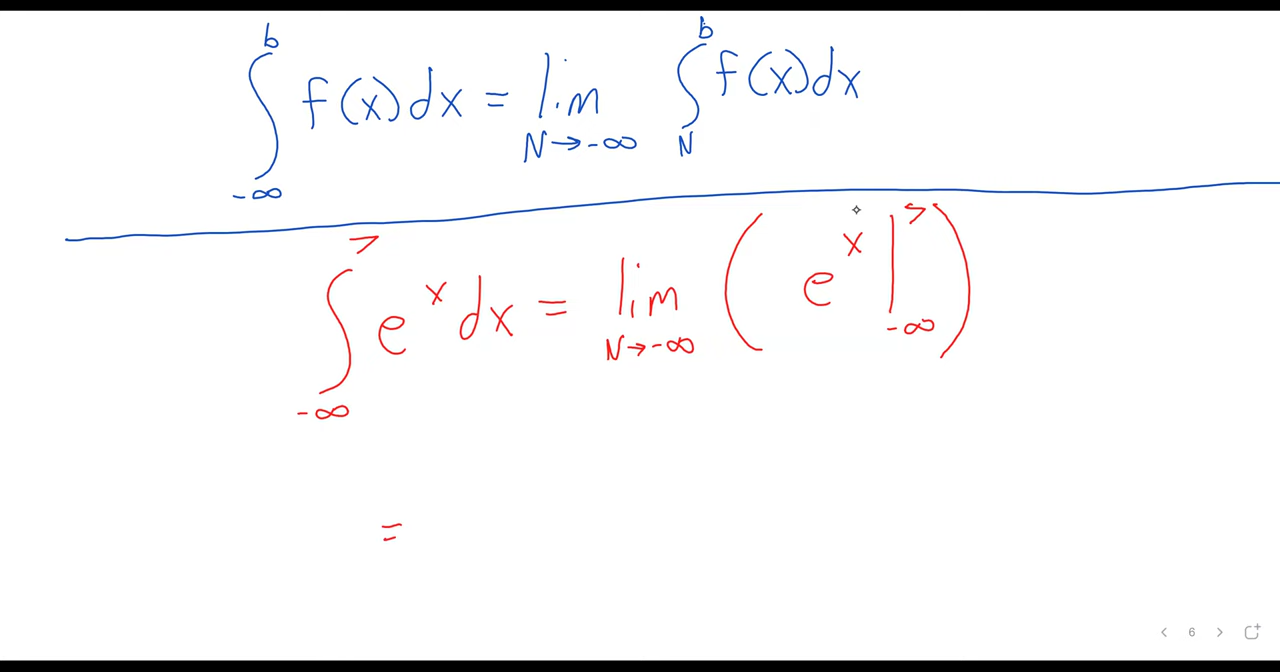 ∫_{-∞}^{b} f(x)dx = lim_{N→-∞} ∫_{N}^{b} f(x)dx
∫_{-∞}^{7} e^x dx = lim_{N→-∞} ( e^x |_{-∞}^{7} )
=
6